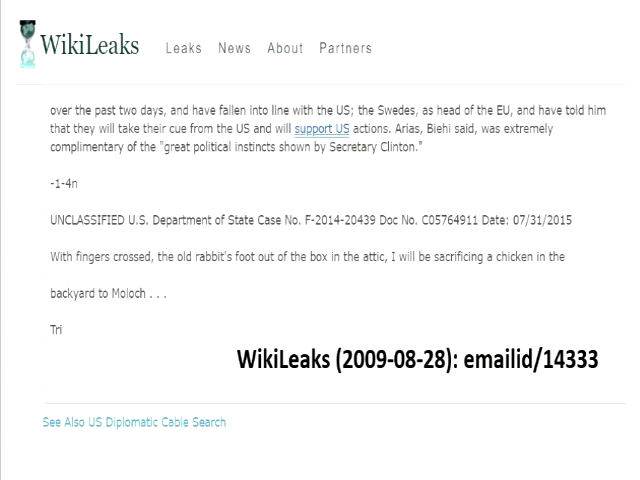 WikiLeaks
Leaks News About Partners
over the past two days, and have fallen into line with the US; the Swedes, as head of the EU, and have told him
that they will take their cue from the US and will support US actions. Arias, Biehi said, was extremely
complimentary of the "great political instincts shown by Secretary Clinton."
-1-4n
UNCLASSIFIED U.S. Department of State Case No. F-2014-20439 Doc No. C05764911 Date: 07/31/2015
With fingers crossed, the old rabbit's foot out of the box in the attic, I will be sacrificing a chicken in the
backyard to Moloch . . .
Tri
WikiLeaks (2009-08-28): emailid/14333
See Also US Diplomatic Cable Search